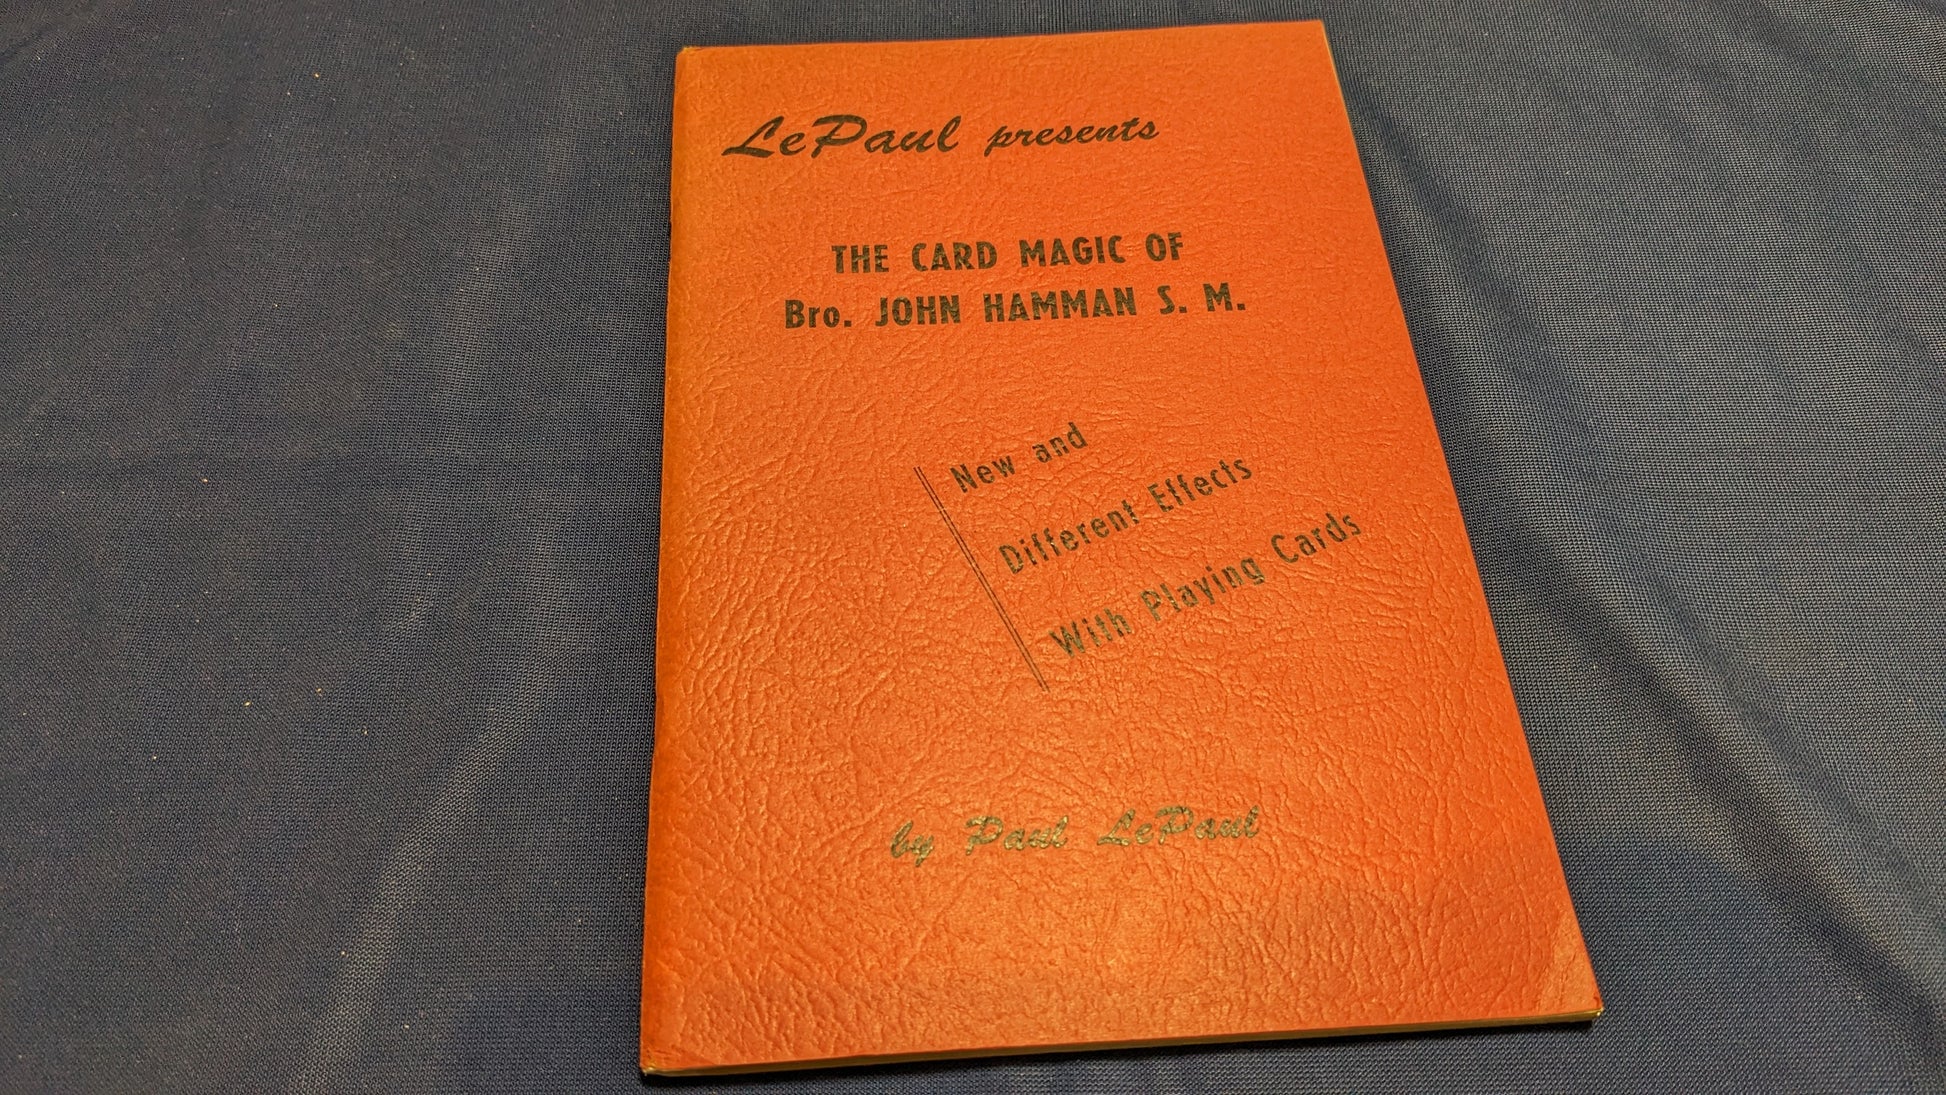 LePaul presents
THE CARD MAGIC OF
Bro. JOHN HAMMAN S. M.
New and
Different Effects
With Playing Cards
by Paul LePaul